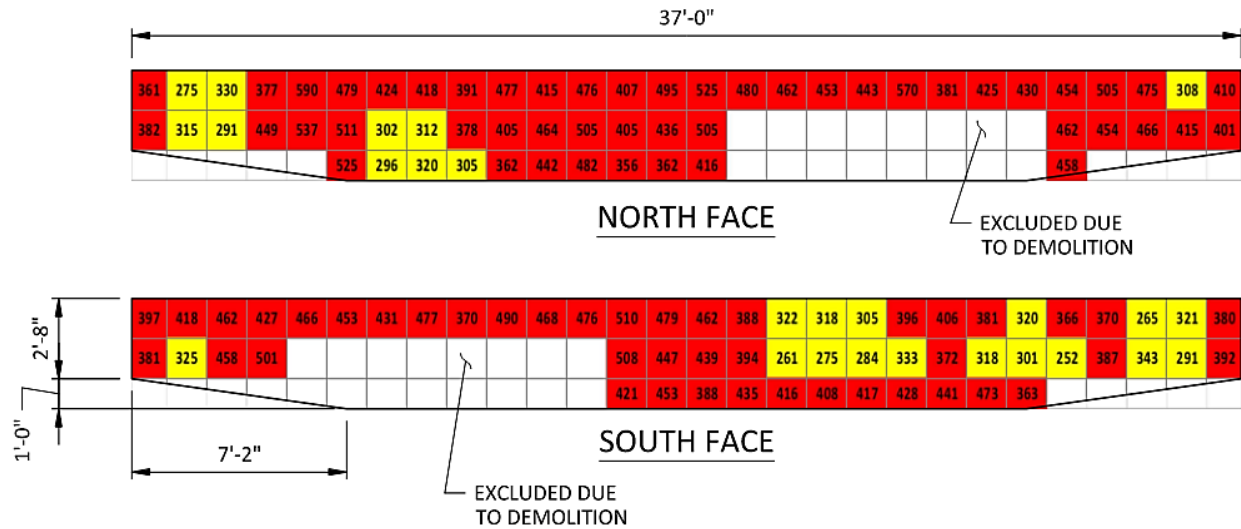 37'-0"
361 275 330 377 590 479 424 418 391 477 415 476 407 495 525 480 462 453 443 570 381 425 430 454 505 475 308 410
382 315 291 449 537 511 302 312 378 405 464 505 405 436 505 462 454 466 415 401
525 296 320 305 362 442 482 356 362 416 458
NORTH FACE
EXCLUDED DUE
TO DEMOLITION
397 418 462 427 466 453 431 477 370 490 468 476 510 479 462 388 322 318 305 396 406 381 320 366 370 265 321 380
2'-8"
381 325 458 501 508 447 439 394 261 275 284 333 372 318 301 252 387 343 291 392
1'-0"
421 453 388 435 416 408 417 428 441 473 363
7'-2"
SOUTH FACE
EXCLUDED DUE
TO DEMOLITION